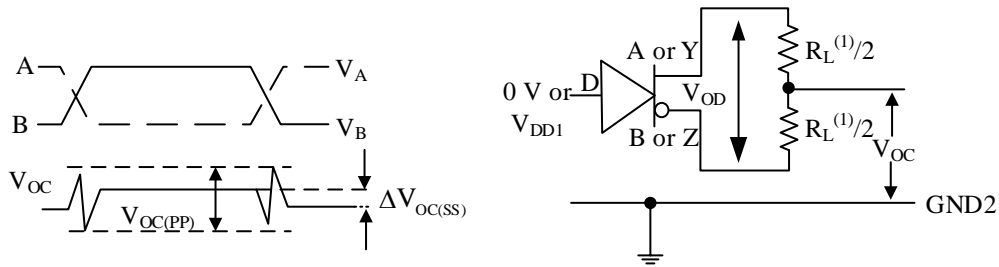 A
V_A
B
V_B
V_OC
V_OC(PP)
ΔV_OC(SS)
A or Y
R_L^(1)/2
0 V or
D
V_OD
V_DD1
B or Z
R_L^(1)/2
V_OC
GND2